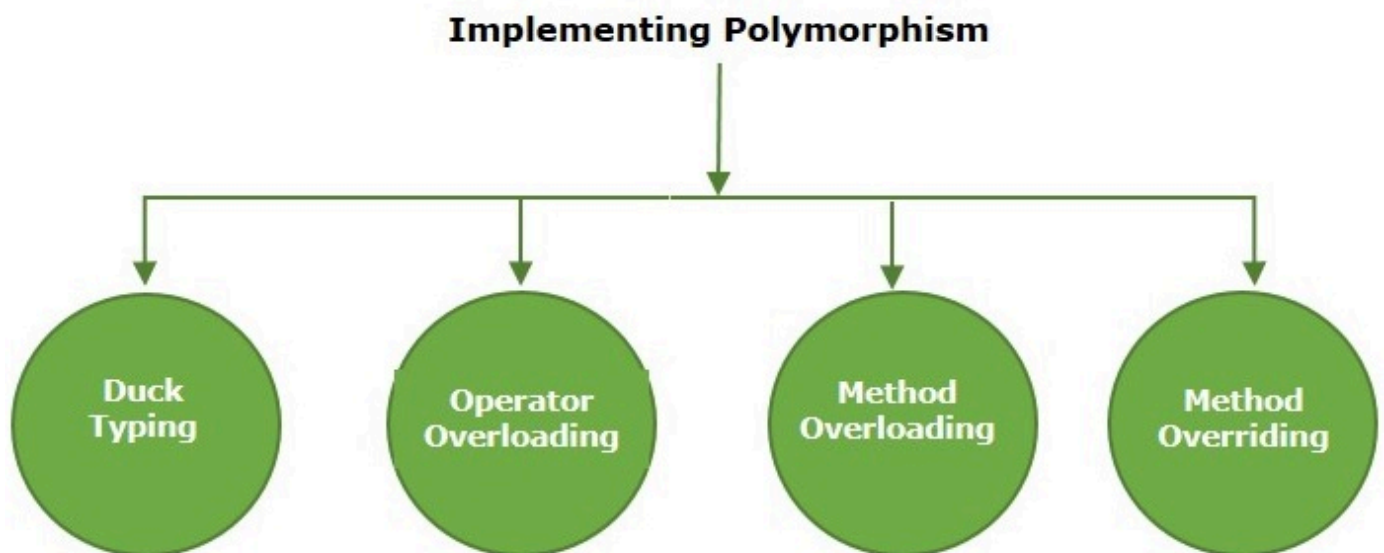 Implementing Polymorphism
Duck
Typing
Operator
Overloading
Method
Overloading
Method
Overriding